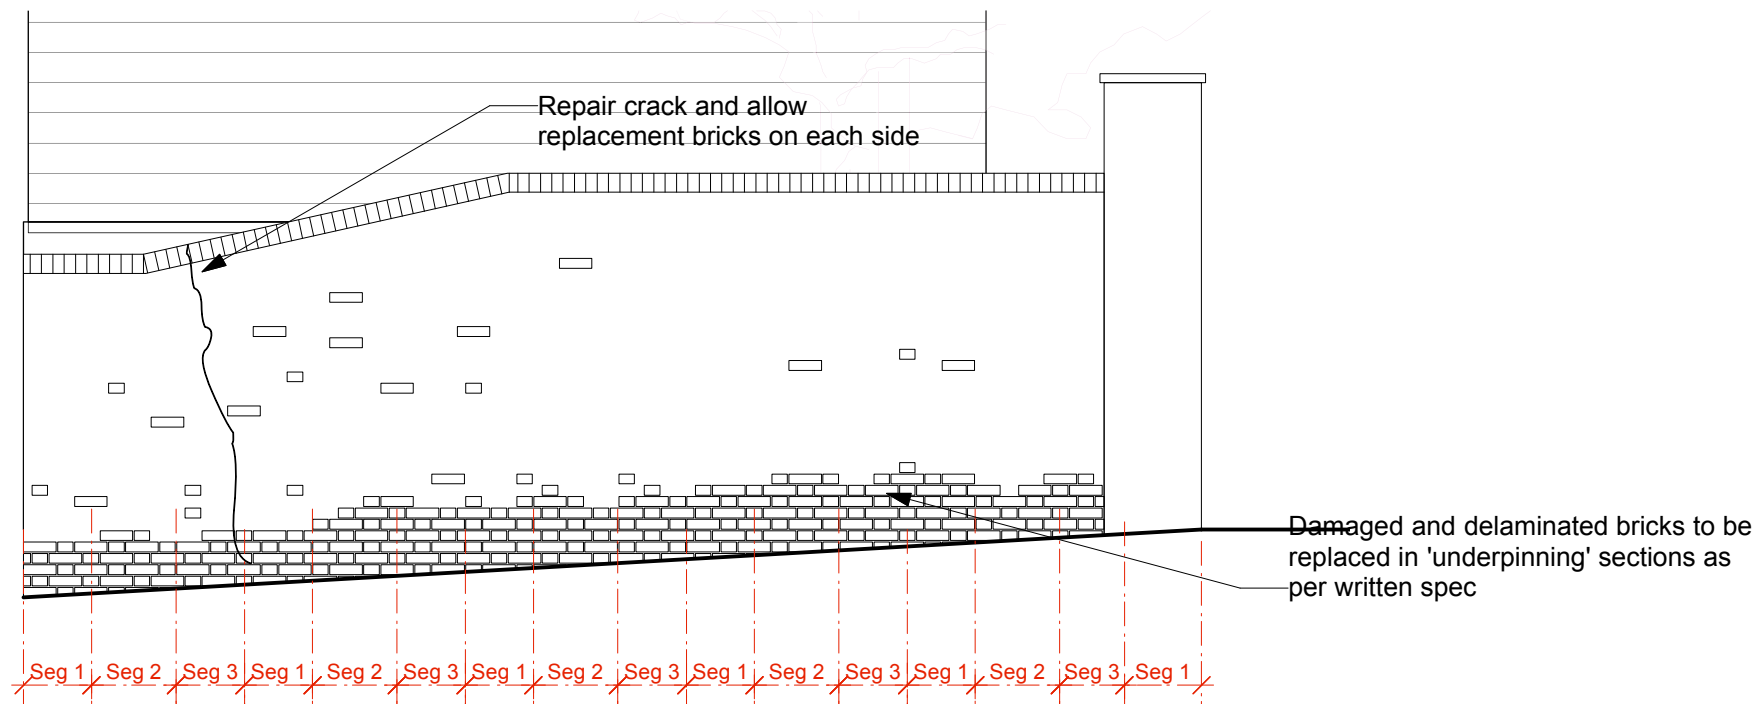 Repair crack and allow
replacement bricks on each side
Damaged and delaminated bricks to be
replaced in 'underpinning' sections as
per written spec
Seg 1 Seg 2 Seg 3 Seg 1 Seg 2 Seg 3 Seg 1 Seg 2 Seg 3 Seg 1 Seg 2 Seg 3 Seg 1 Seg 2 Seg 3 Seg 1